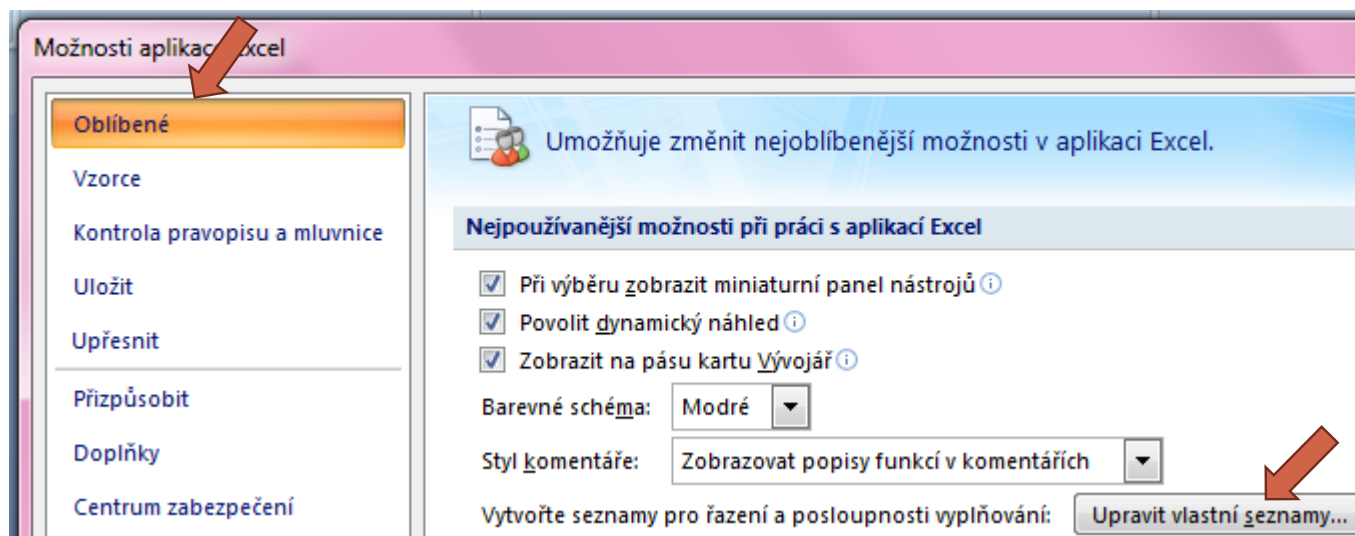 Možnosti aplikace Excel
Oblíbené
Vzorce
Kontrola pravopisu a mluvnice
Uložit
Upřesnit
Přizpůsobit
Doplňky
Centrum zabezpečení
Umožňuje změnit nejoblíbenější možnosti v aplikaci Excel.
Nejpoužívanější možnosti při práci s aplikací Excel
Při výběru zobrazit miniaturní panel nástrojů
Povolit dynamický náhled
Zobrazit na pásu kartu Vývojář
Barevné schéma: Modré
Styl komentáře: Zobrazovat popisy funkcí v komentářích
Vytvořte seznamy pro řazení a posloupnosti vyplňování: Upravit vlastní seznamy...